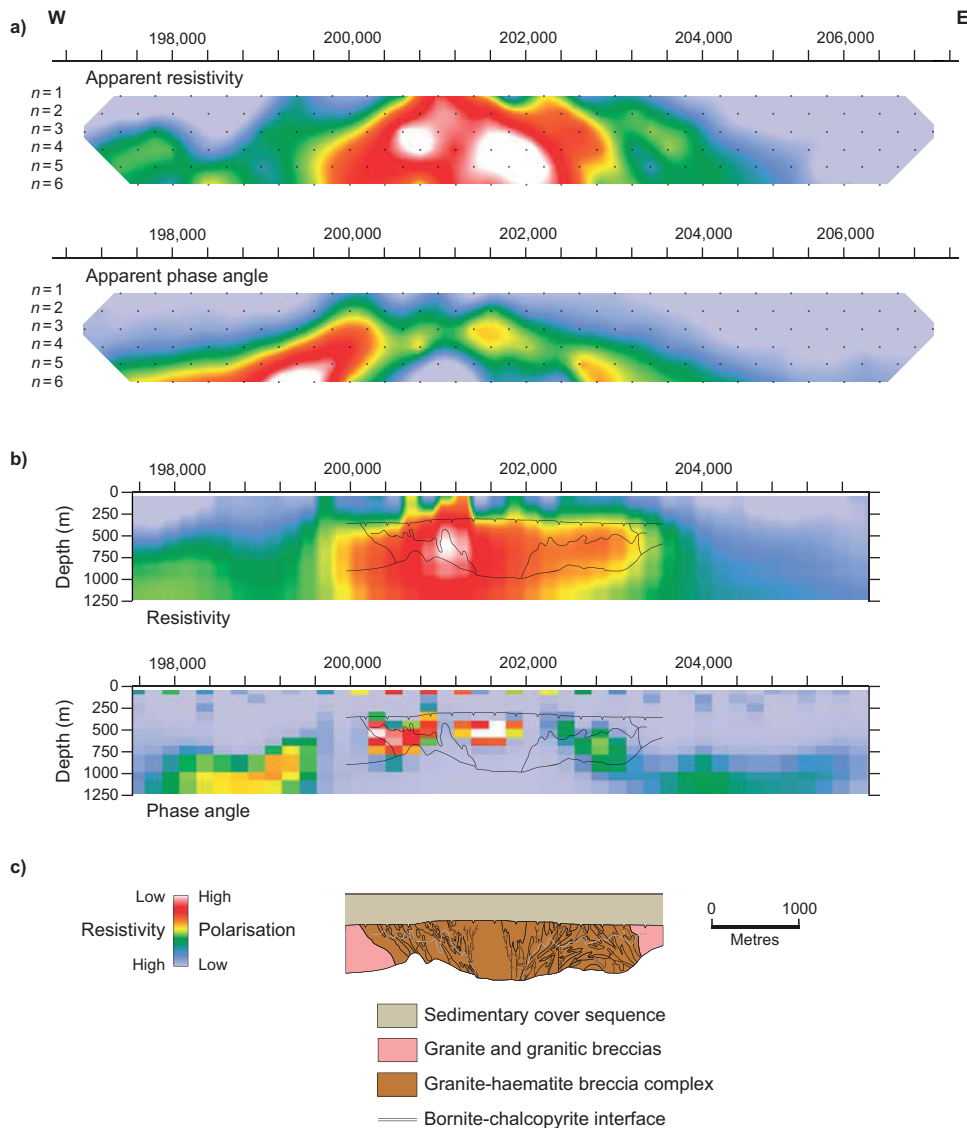 W E
a)
198,000 200,000 202,000 204,000 206,000
Apparent resistivity
n=1
n=2
n=3
n=4
n=5
n=6
198,000 200,000 202,000 204,000 206,000
Apparent phase angle
n=1
n=2
n=3
n=4
n=5
n=6
b)
198,000 200,000 202,000 204,000
Depth (m)
0
250
500
750
1000
1250
Resistivity
198,000 200,000 202,000 204,000
Depth (m)
0
250
500
750
1000
1250
Phase angle
c)
Low High
Resistivity Polarisation
High Low
0 1000
Metres
Sedimentary cover sequence
Granite and granitic breccias
Granite-haematite breccia complex
Bornite-chalcopyrite interface